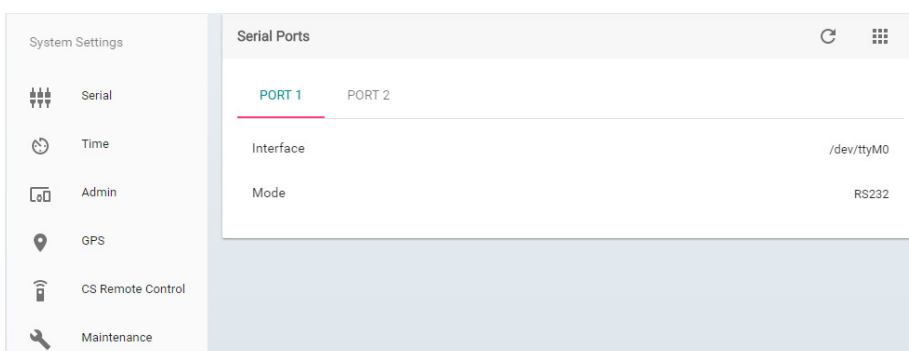 System Settings
Serial
Time
Admin
GPS
CS Remote Control
Maintenance
Serial Ports
PORT 1 PORT 2
Interface /dev/ttyM0
Mode RS232